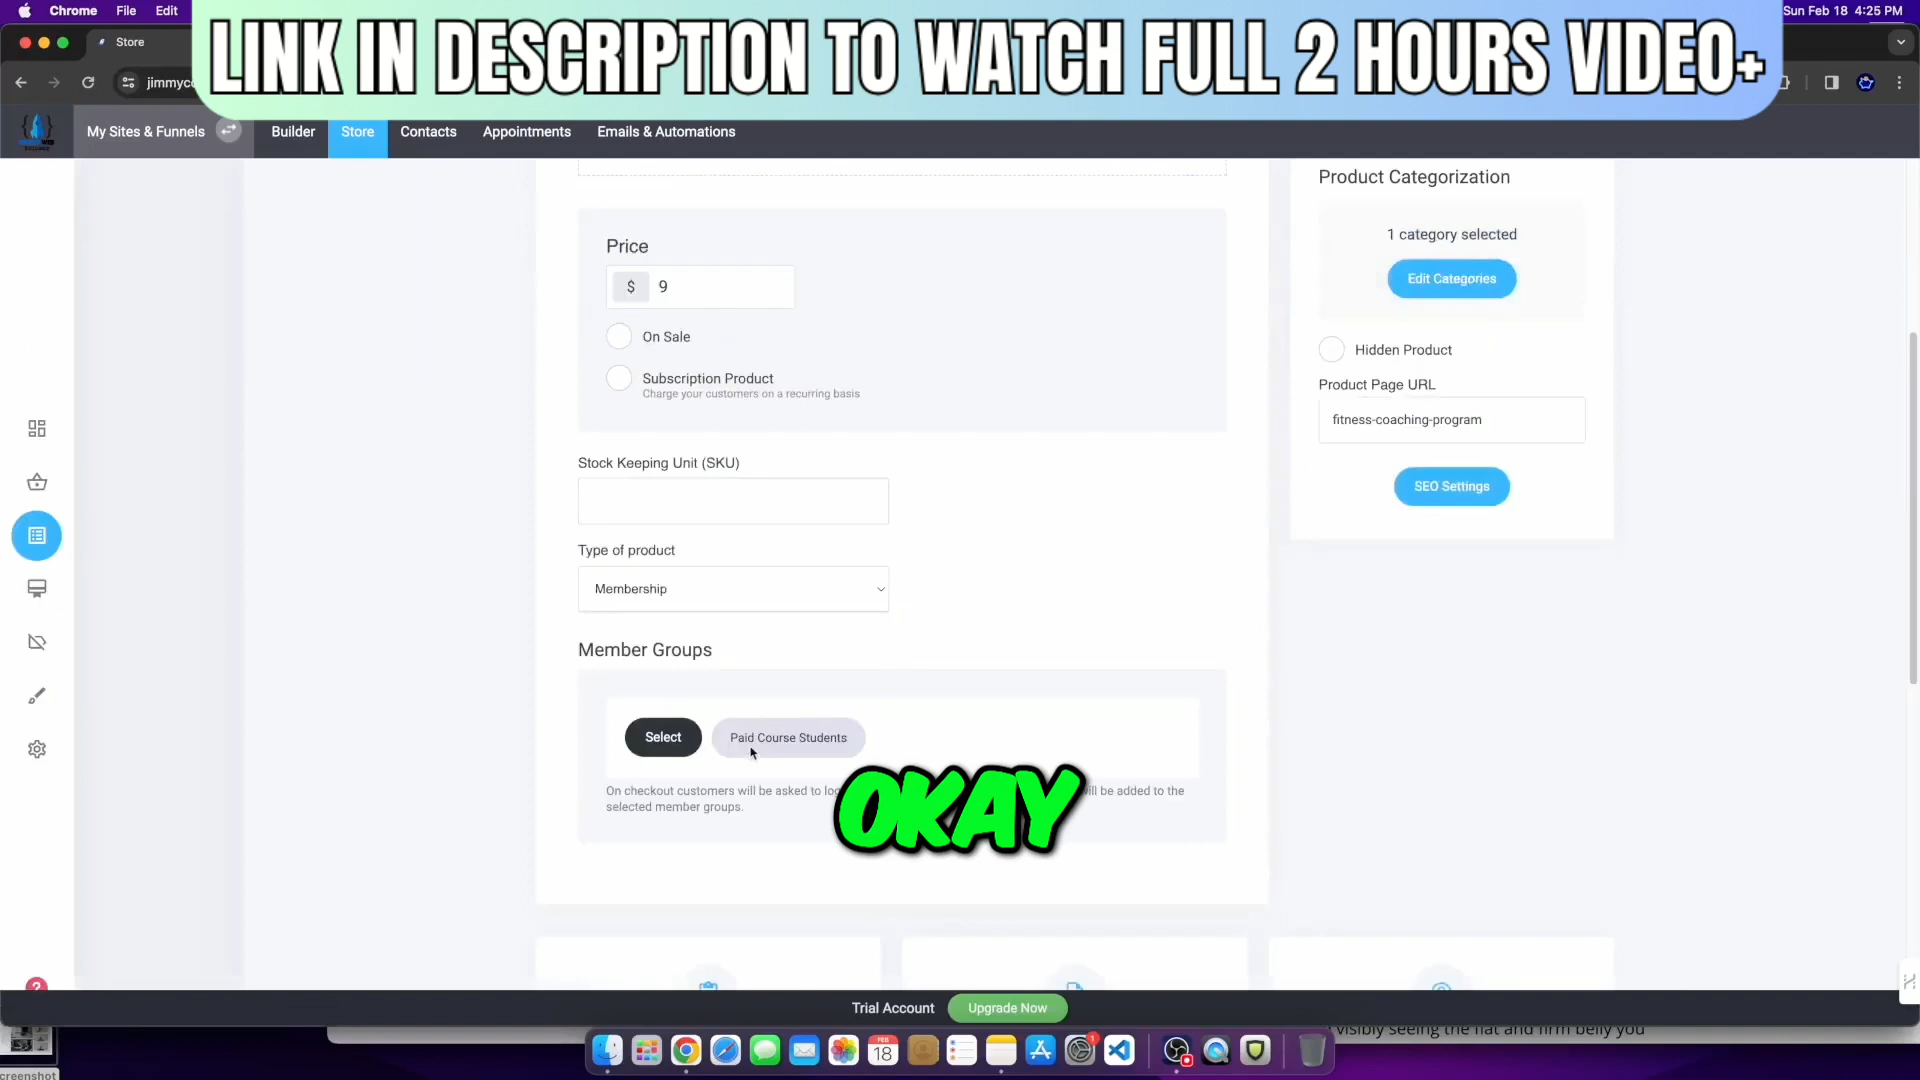 Chrome File Edit
Sun Feb 18 4:25 PM
LINK IN DESCRIPTION TO WATCH FULL 2 HOURS VIDEO+
Store
My Sites & Funnels
Builder
Store
Contacts
Appointments
Emails & Automations
Product Categorization
1 category selected
Edit Categories
Hidden Product
Product Page URL
fitness-coaching-program
SEO Settings
Price
$ 9
On Sale
Subscription Product
Charge your customers on a recurring basis
Stock Keeping Unit (SKU)
Type of product
Membership
Member Groups
Select
Paid Course Students
On checkout customers will be asked to
will be added to the
selected member groups.
OKAY
?
Trial Account
Upgrade Now
visibly seeing the flat and firm belly you
FEB
18
1
screenshot